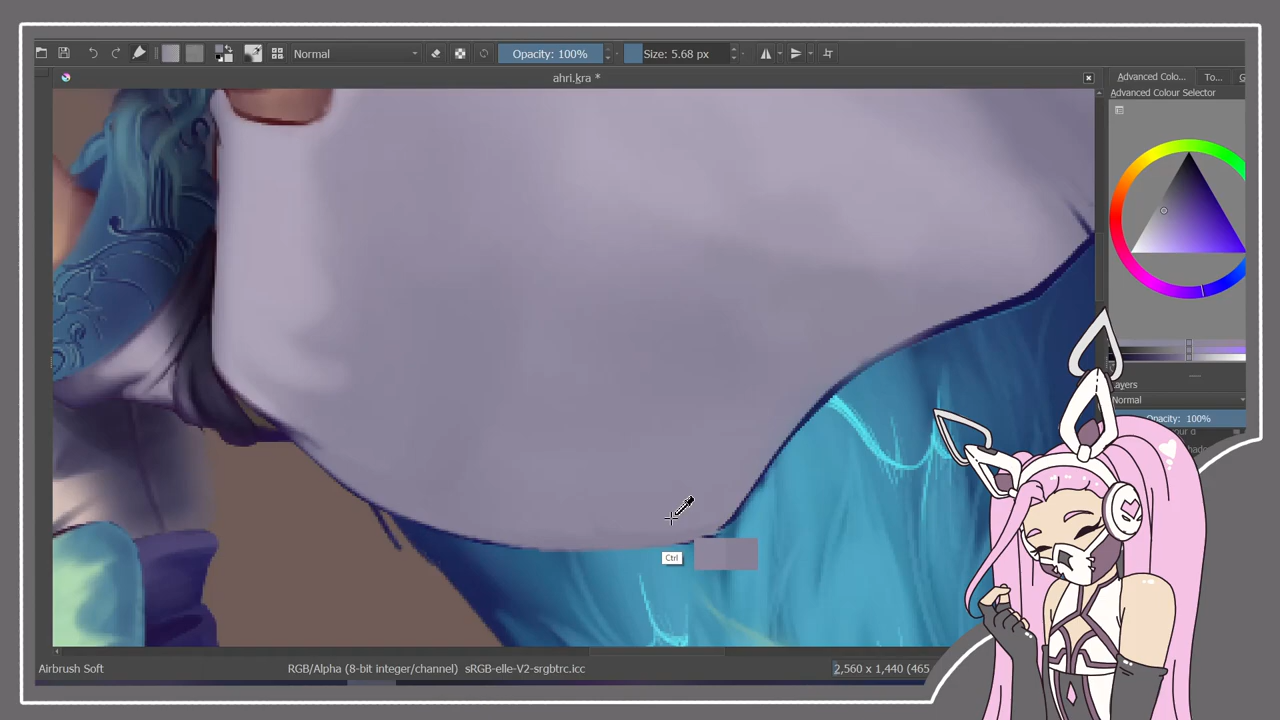 Normal
Opacity: 100%
Size: 5.68 px
ahri.kra *
Advanced Colo...
To...
Advanced Colour Selector
Layers
Normal
Opacity: 100%
Ctrl
Airbrush Soft
RGB/Alpha (8-bit integer/channel) sRGB-elle-V2-srgbtrc.icc
2,560 x 1,440 (465